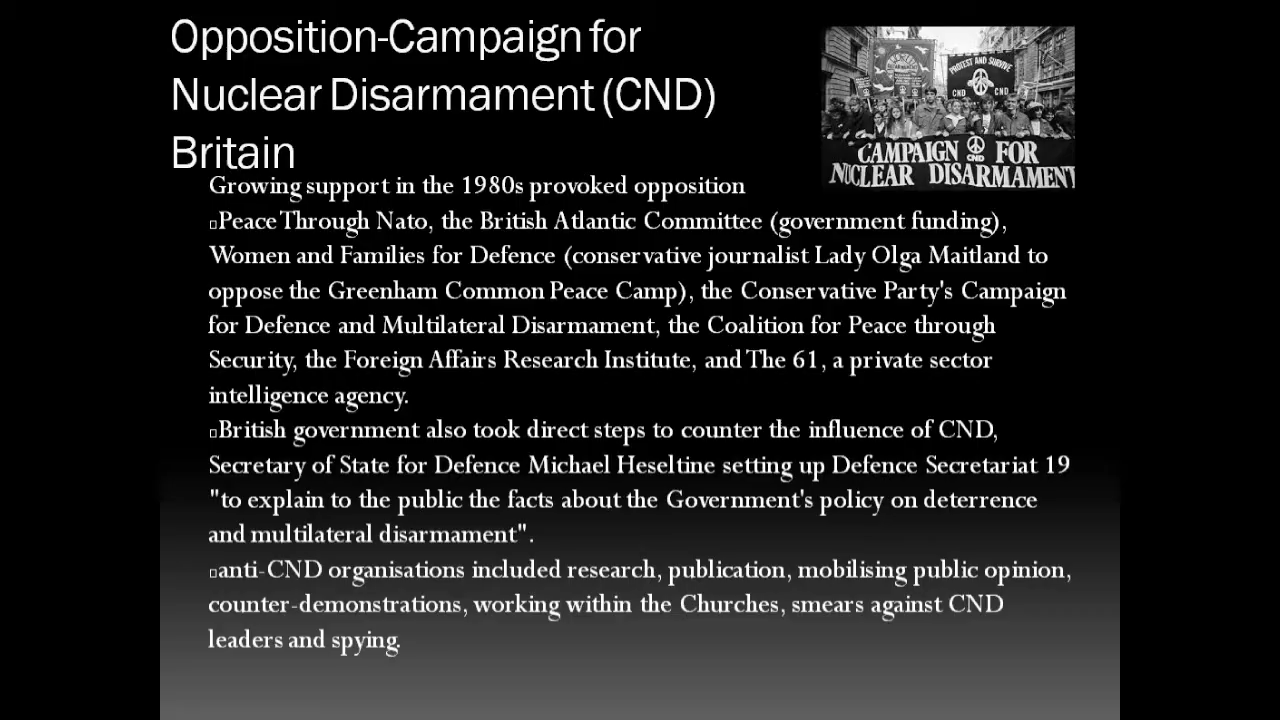 Opposition-Campaign for
Nuclear Disarmament (CND)
Britain
PROTEST AND SURVIVE
CND CND
CAMPAIGN FOR
CND
NUCLEAR DISARMAMENT
Growing support in the 1980s provoked opposition
Peace Through Nato, the British Atlantic Committee (government funding),
Women and Families for Defence (conservative journalist Lady Olga Maitland to
oppose the Greenham Common Peace Camp), the Conservative Party's Campaign
for Defence and Multilateral Disarmament, the Coalition for Peace through
Security, the Foreign Affairs Research Institute, and The 61, a private sector
intelligence agency.
British government also took direct steps to counter the influence of CND,
Secretary of State for Defence Michael Heseltine setting up Defence Secretariat 19
"to explain to the public the facts about the Government's policy on deterrence
and multilateral disarmament".
anti-CND organisations included research, publication, mobilising public opinion,
counter-demonstrations, working within the Churches, smears against CND
leaders and spying.